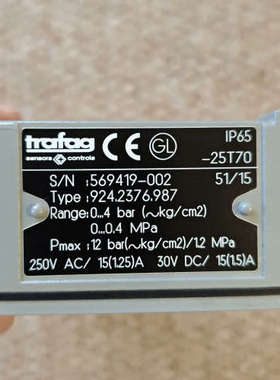 trafag
sensors controls
CE GL IP65
-25T70
S/N :569419-002 51/15
Type :924.2376.987
Range:0...4 bar (~kg/cm2)
0...0.4 MPa
Pmax :12 bar(~kg/cm2)/1.2 MPa
250V AC/ 15(1.25)A 30V DC/ 15(1.5)A